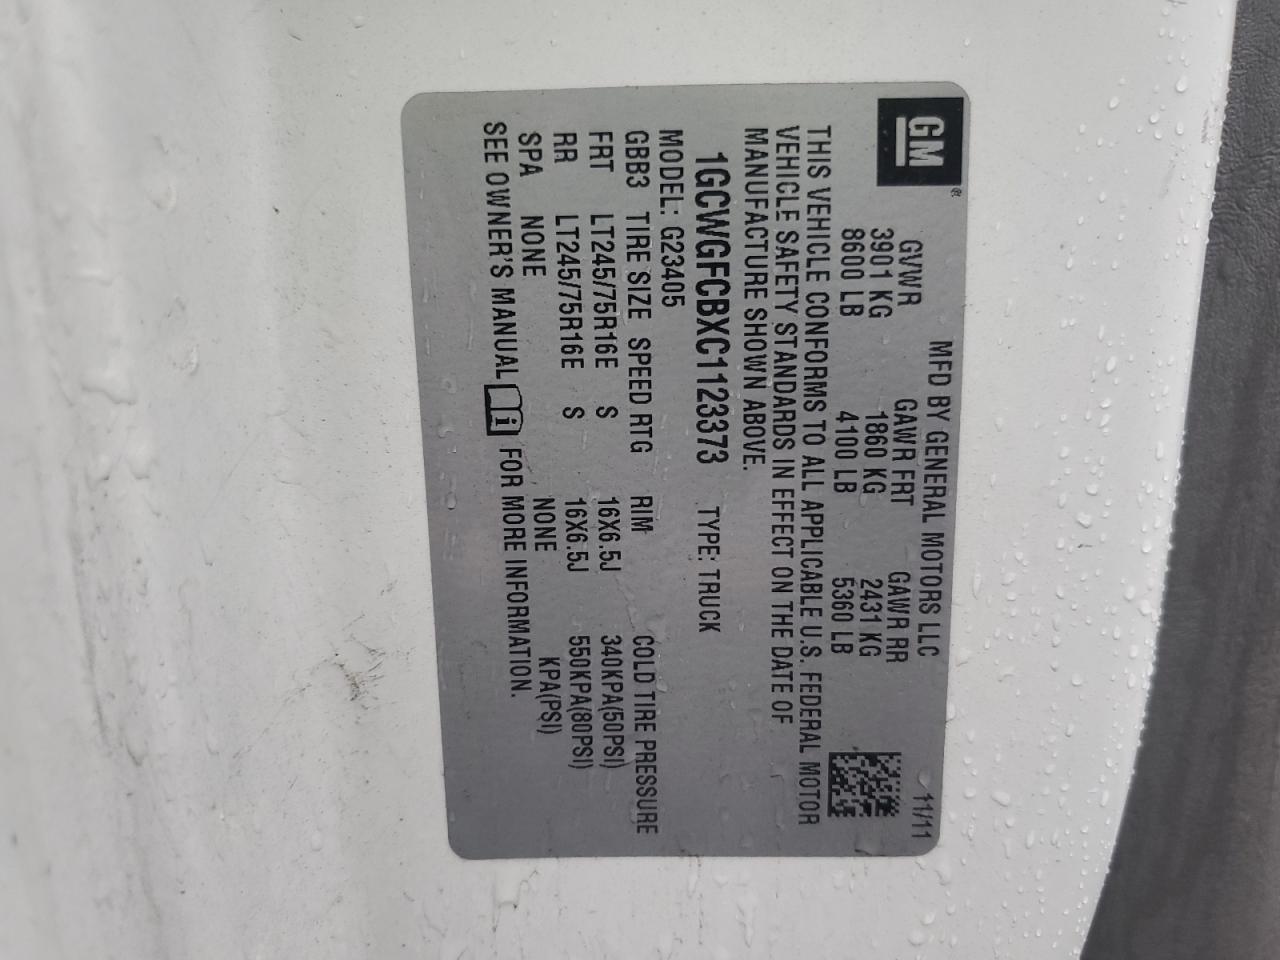 GM ®
MFD BY GENERAL MOTORS LLC 11/11
GVWR GAWR FRT GAWR RR
3901 KG 1860 KG 2431 KG
8600 LB 4100 LB 5360 LB
THIS VEHICLE CONFORMS TO ALL APPLICABLE U.S. FEDERAL MOTOR
VEHICLE SAFETY STANDARDS IN EFFECT ON THE DATE OF
MANUFACTURE SHOWN ABOVE.
1GCWGFCBXC1123373 TYPE: TRUCK
MODEL: G23405
GBB3 TIRE SIZE SPEED RTG RIM COLD TIRE PRESSURE
FRT LT245/75R16E S 16X6.5J 340KPA(50PSI)
RR LT245/75R16E S 16X6.5J 550KPA(80PSI)
SPA NONE NONE KPA(PSI)
SEE OWNER'S MANUAL i FOR MORE INFORMATION.